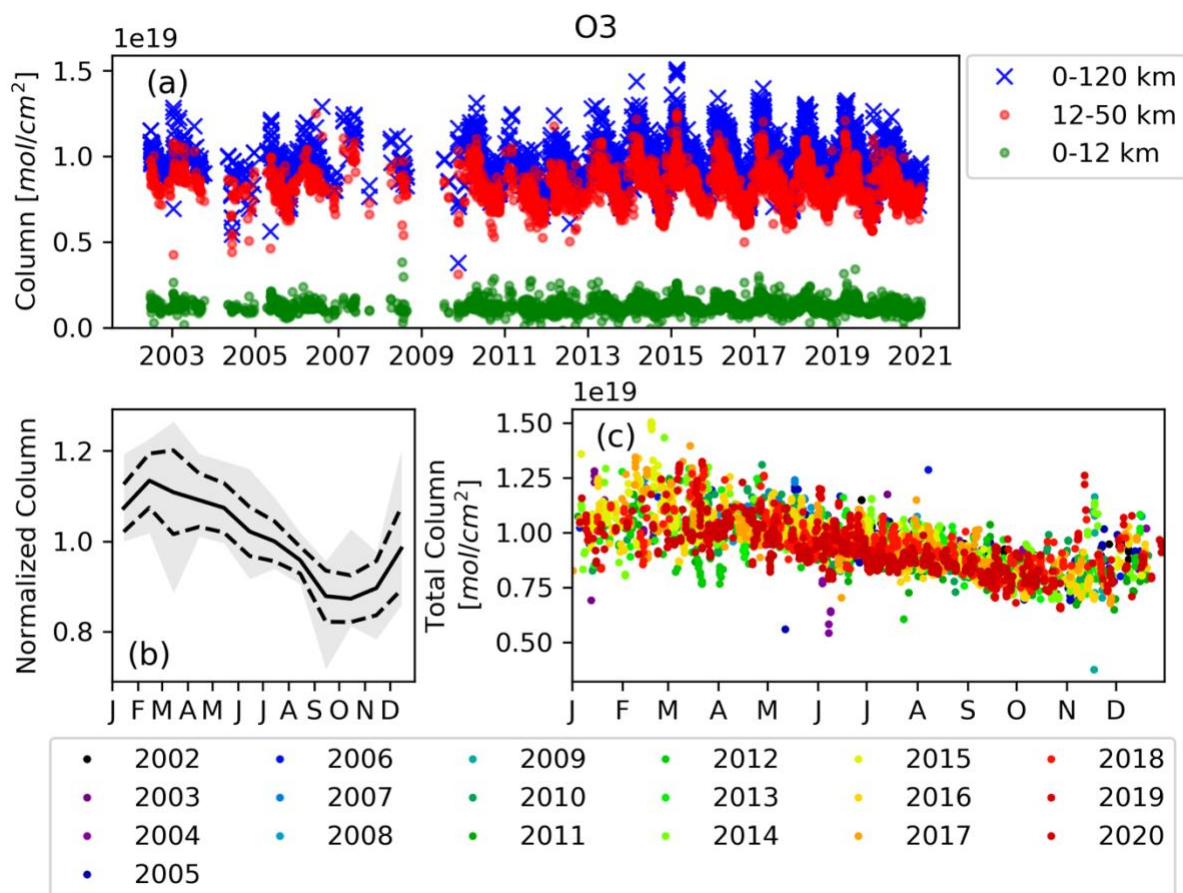 O3
1e19
(a)
Column [mol/cm²]
1.5
1.0
0.5
0.0
2003 2005 2007 2009 2011 2013 2015 2017 2019 2021
0-120 km
12-50 km
0-12 km
Normalized Column
1.2
1.0
0.8
(b)
J F M A M J J A S O N D
1e19
Total Column
[mol/cm²]
1.50
1.25
1.00
0.75
0.50
(c)
J F M A M J J A S O N D
2002 2006 2009 2012 2015 2018
2003 2007 2010 2013 2016 2019
2004 2008 2011 2014 2017 2020
2005